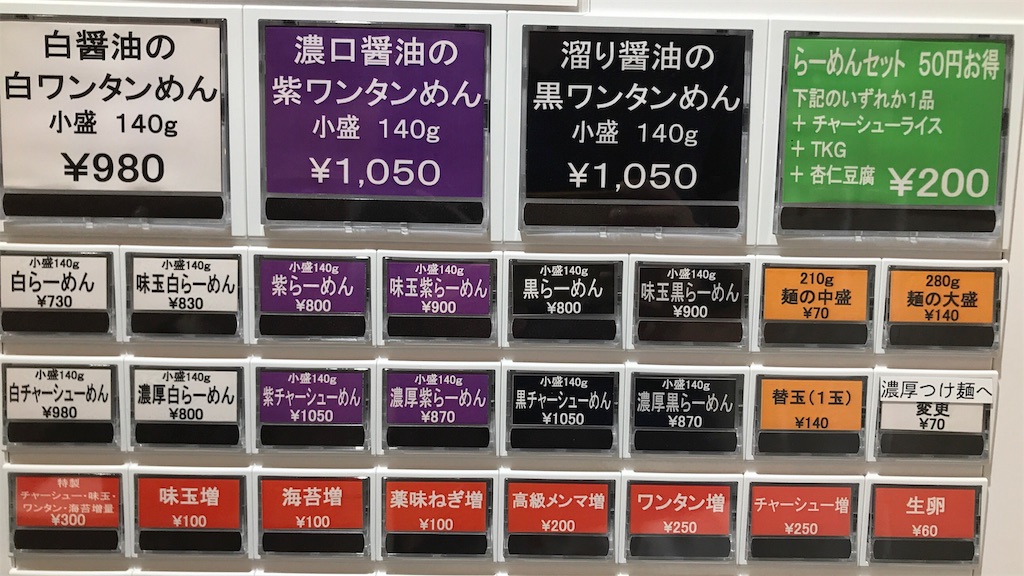 白醤油の
白ワンタンめん
小盛 140g
¥980
濃口醤油の
紫ワンタンめん
小盛 140g
¥1,050
溜り醤油の
黒ワンタンめん
小盛 140g
¥1,050
らーめんセット 50円お得
下記のいずれか1品
+ チャーシューライス
+ TKG
+ 杏仁豆腐 ¥200
小盛140g
白らーめん
¥730
小盛140g
味玉白らーめん
¥830
小盛140g
紫らーめん
¥800
小盛140g
味玉紫らーめん
¥900
小盛140g
黒らーめん
¥800
小盛140g
味玉黒らーめん
¥900
210g
麺の中盛
¥70
280g
麺の大盛
¥140
小盛140g
白チャーシューめん
¥980
小盛140g
濃厚白らーめん
¥800
小盛140g
紫チャーシューめん
¥1050
小盛140g
濃厚紫らーめん
¥870
小盛140g
黒チャーシューめん
¥1050
小盛140g
濃厚黒らーめん
¥870
替玉(1玉)
¥140
濃厚つけ麺へ
変更
¥70
特製
チャーシュー・味玉・
ワンタン・海苔増量
¥300
味玉増
¥100
海苔増
¥100
薬味ねぎ増
¥100
高級メンマ増
¥200
ワンタン増
¥250
チャーシュー増
¥250
生卵
¥60